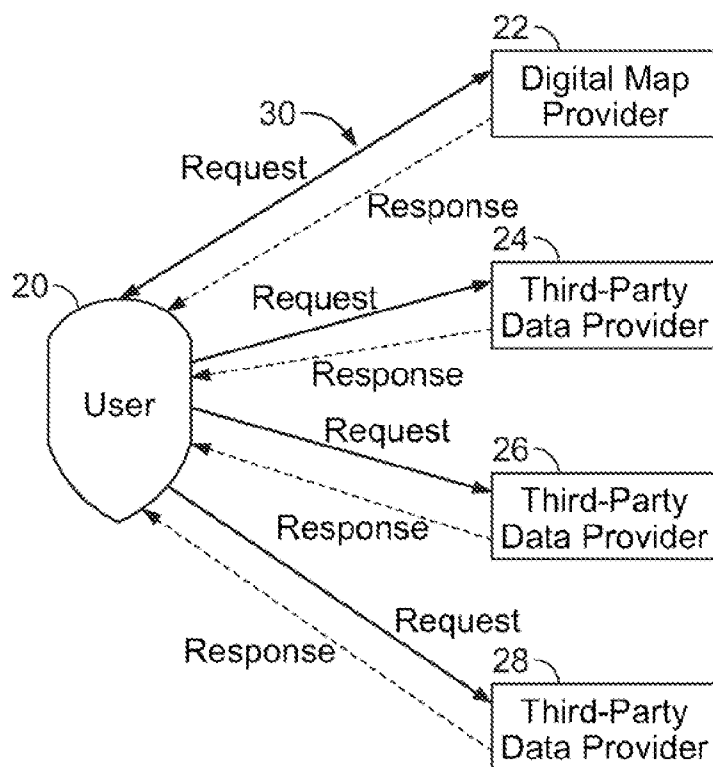 22
Digital Map
Provider
30
Request
Response
24
20
Request
Third-Party
Data Provider
Response
User
Request
26
Third-Party
Data Provider
Response
Request
Response
28
Third-Party
Data Provider